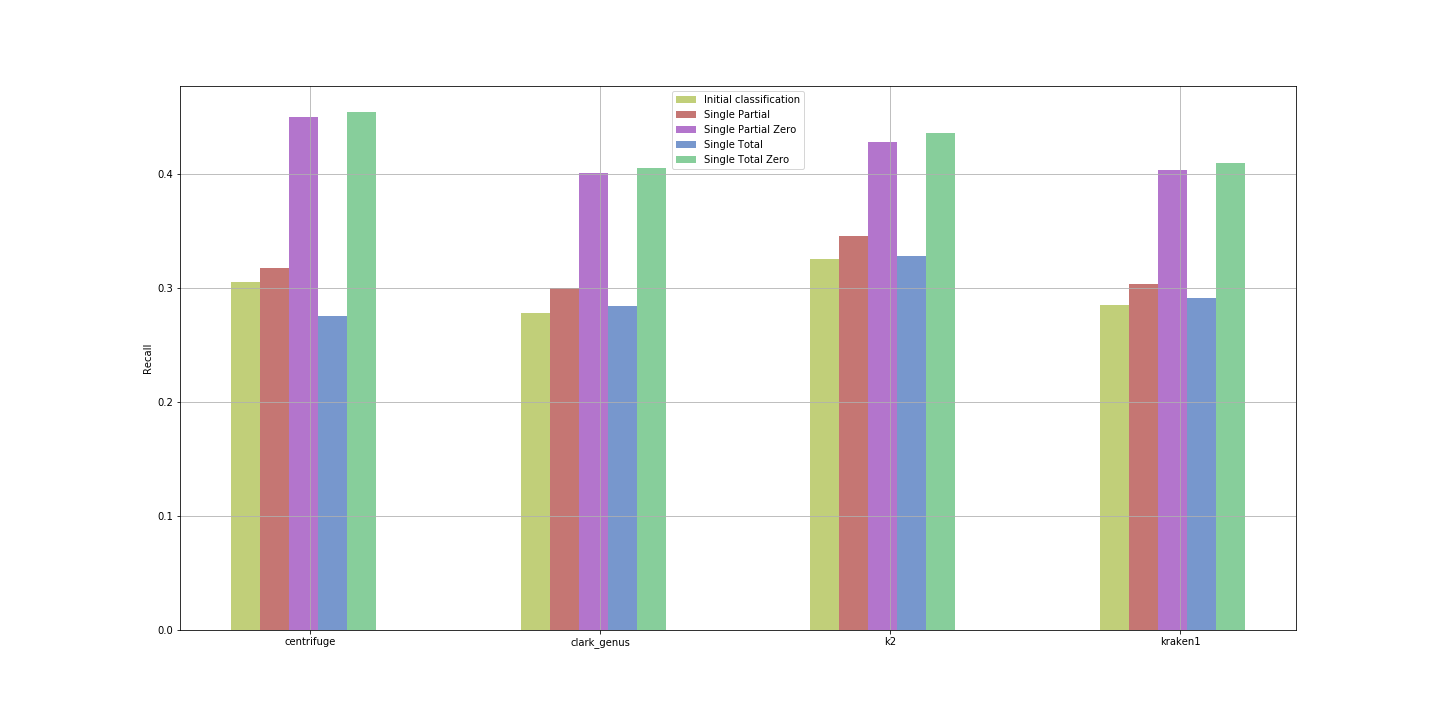 Initial classification
Single Partial
Single Partial Zero
Single Total
Single Total Zero
Recall
0.4
0.3
0.2
0.1
0.0
centrifuge clark_genus k2 kraken1